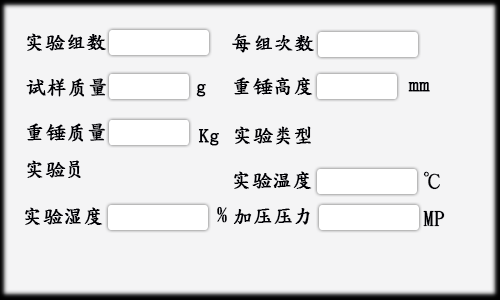 实验组数 每组次数
试样质量 g 重锤高度 mm
重锤质量 Kg 实验类型
实验员
实验温度 ℃
实验湿度 % 加压压力 MP